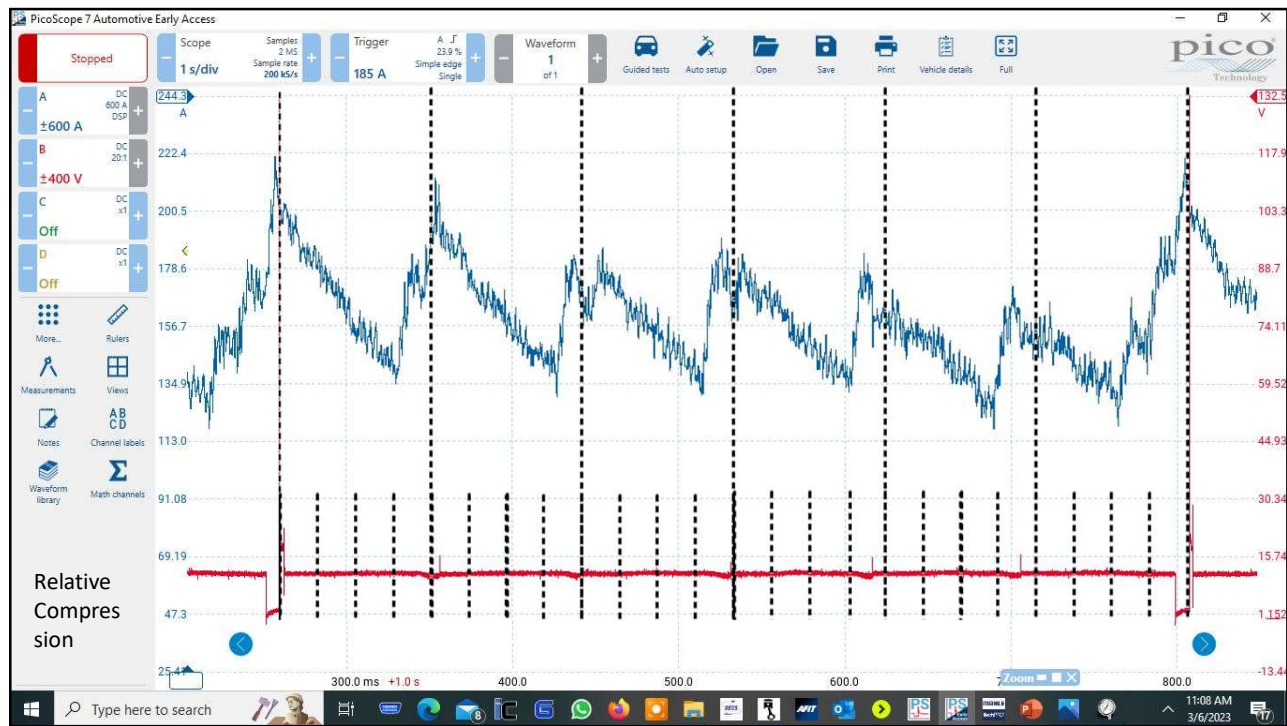 PicoScope 7 Automotive Early Access
Stopped
Scope
Samples
2 MS
Sample rate
200 kS/s
1 s/div
Trigger
A
23.9 %
Simple edge
Single
185 A
Waveform
1
of 1
Guided tests
Auto setup
Open
Save
Print
Vehicle details
Full
pico
Technology
A
DC
600 A
DSP
±600 A
B
DC
20:1
±400 V
C
DC
x1
Off
D
DC
x1
Off
More...
Rulers
Measurements
Views
Notes
AB
CD
Channel labels
Waveform
library
Math channels
Relative
Compres
sion
244.3
A
222.4
200.5
178.6
156.7
134.9
113.0
91.08
69.19
47.3
132.5
V
117.9
103.3
88.7
74.11
59.52
44.93
30.34
15.74
1.152
-13.44
300.0 ms +1.0 s
400.0
500.0
600.0
Zoom
800.0
Type here to search
11:08 AM
3/6/2023